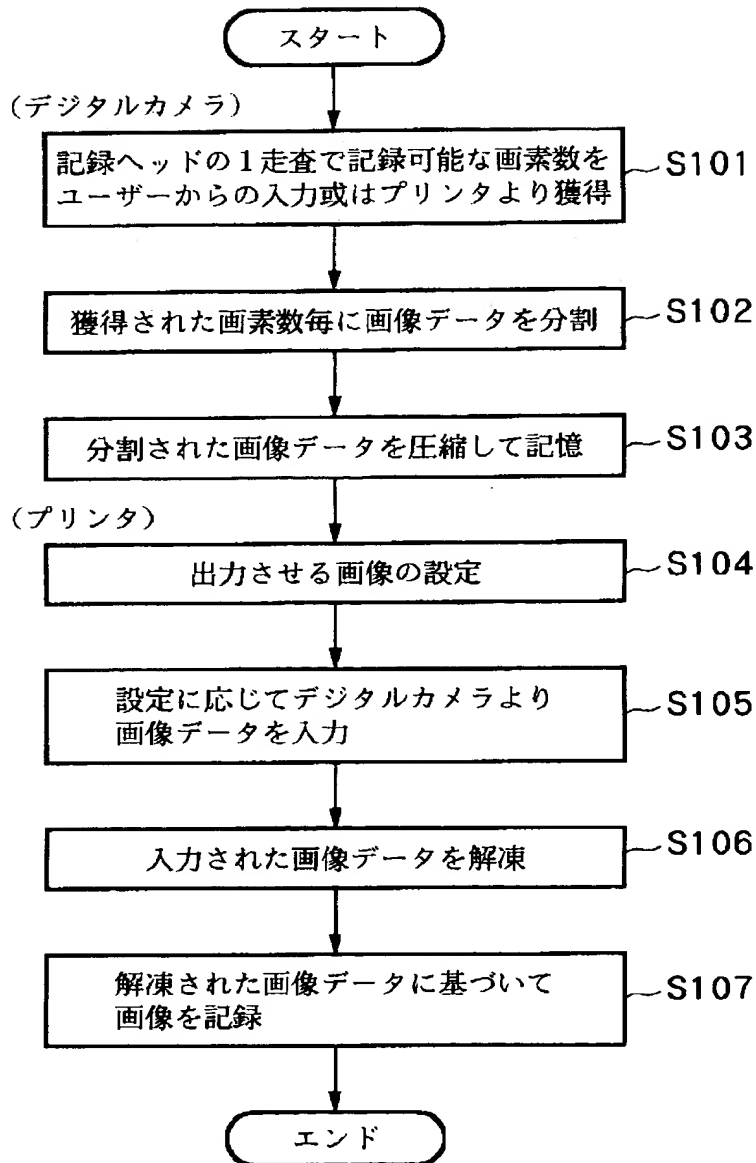 スタート
(デジタルカメラ)
記録ヘッドの1走査で記録可能な画素数を
ユーザーからの入力或はプリンタより獲得
S101
獲得された画素数毎に画像データを分割
S102
分割された画像データを圧縮して記憶
S103
(プリンタ)
出力させる画像の設定
S104
設定に応じてデジタルカメラより
画像データを入力
S105
入力された画像データを解凍
S106
解凍された画像データに基づいて
画像を記録
S107
エンド